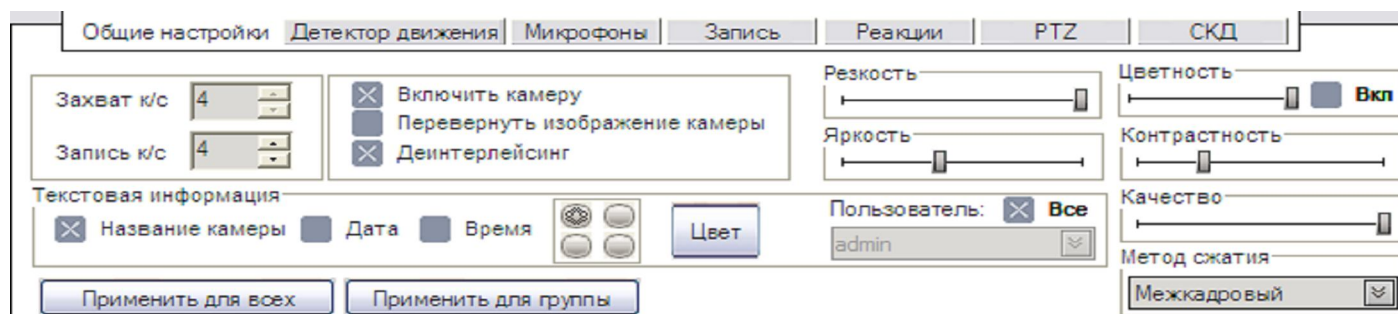 Общие настройки Детектор движения Микрофоны Запись Реакции PTZ СКД
Захват к/с 4
Запись к/с 4
Включить камеру
Перевернуть изображение камеры
Деинтерлейсинг
Резкость
Яркость
Цветность
Вкл
Контрастность
Качество
Текстовая информация
Название камеры Дата Время Цвет
Пользователь: Все
admin
Метод сжатия
Межкадровый
Применить для всех Применить для группы